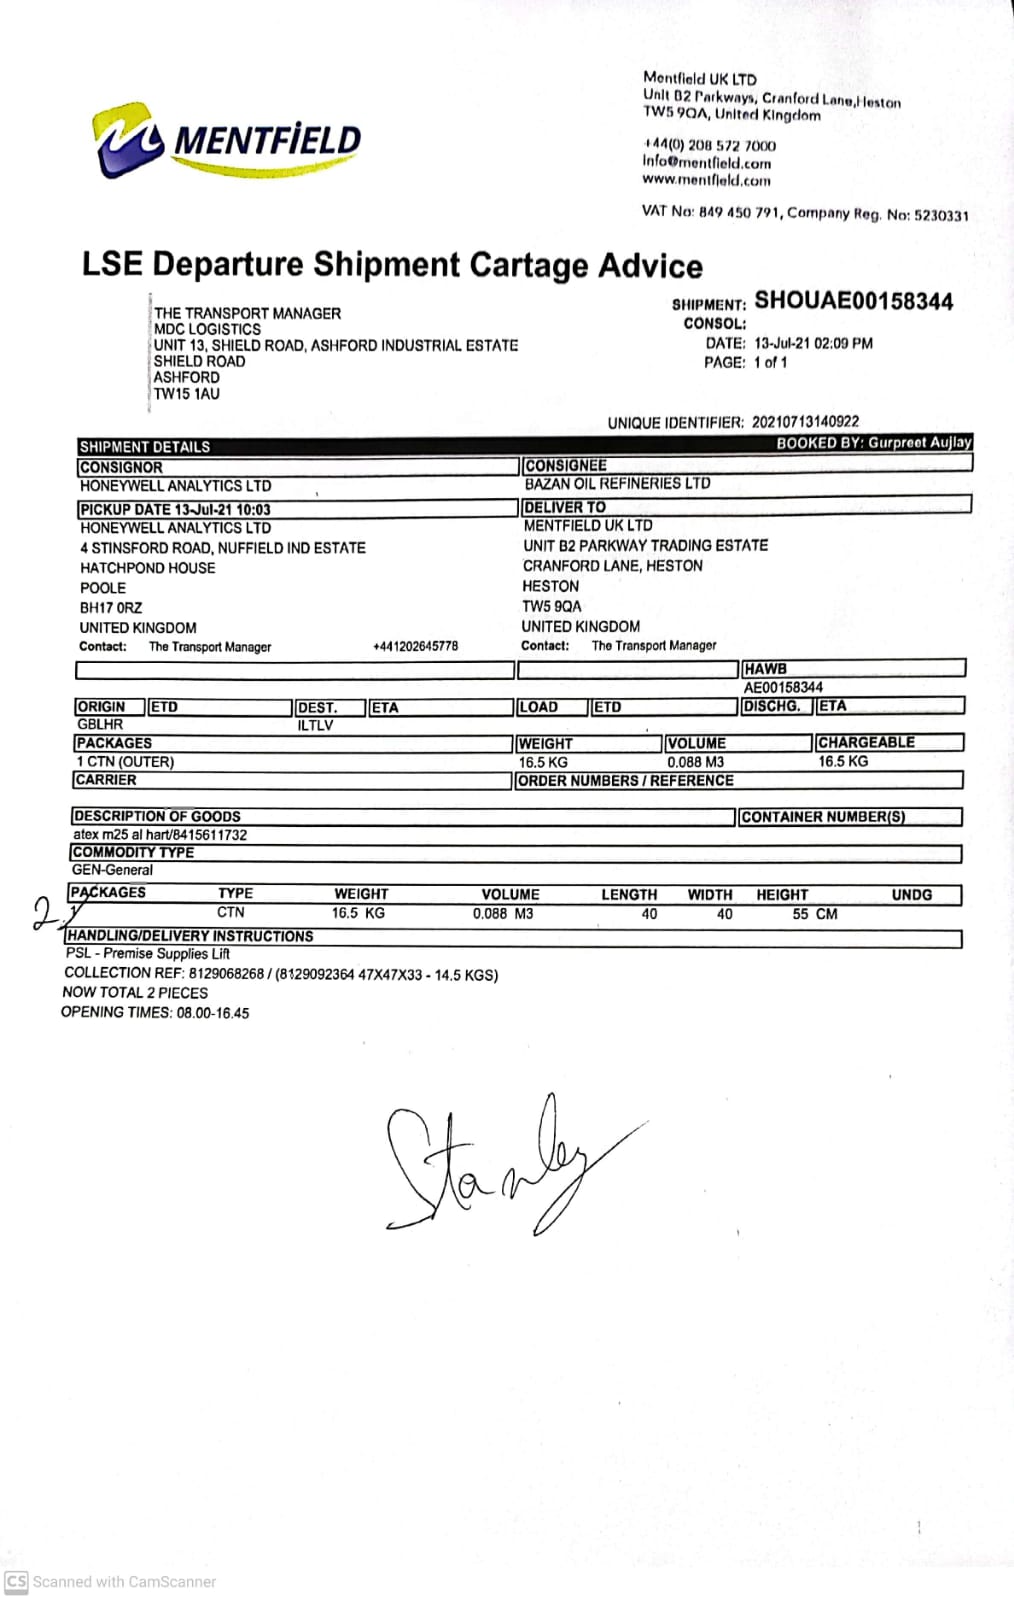 MENTFİELD
Mentfield UK LTD
Unit B2 Parkways, Cranford Lane,Heston
TW5 9QA, United Kingdom
+44(0) 208 572 7000
Info@mentfield.com
www.mentfield.com
VAT No: 849 450 791, Company Reg. No: 5230331
LSE Departure Shipment Cartage Advice
THE TRANSPORT MANAGER
MDC LOGISTICS
UNIT 13, SHIELD ROAD, ASHFORD INDUSTRIAL ESTATE
SHIELD ROAD
ASHFORD
TW15 1AU
SHIPMENT: SHOUAE00158344
CONSOL:
DATE: 13-Jul-21 02:09 PM
PAGE: 1 of 1
UNIQUE IDENTIFIER: 20210713140922
SHIPMENT DETAILS BOOKED BY: Gurpreet Aujlay
CONSIGNOR CONSIGNEE
HONEYWELL ANALYTICS LTD BAZAN OIL REFINERIES LTD
PICKUP DATE 13-Jul-21 10:03 DELIVER TO
HONEYWELL ANALYTICS LTD MENTFIELD UK LTD
4 STINSFORD ROAD, NUFFIELD IND ESTATE UNIT B2 PARKWAY TRADING ESTATE
HATCHPOND HOUSE CRANFORD LANE, HESTON
POOLE HESTON
BH17 0RZ TW5 9QA
UNITED KINGDOM UNITED KINGDOM
Contact: The Transport Manager +441202645778 Contact: The Transport Manager
HAWB
AE00158344
ORIGIN ETD DEST. ETA LOAD ETD DISCHG. ETA
GBLHR ILTLV
PACKAGES WEIGHT VOLUME CHARGEABLE
1 CTN (OUTER) 16.5 KG 0.088 M3 16.5 KG
CARRIER ORDER NUMBERS / REFERENCE
DESCRIPTION OF GOODS CONTAINER NUMBER(S)
atex m25 al hart/8415611732
COMMODITY TYPE
GEN-General
PACKAGES TYPE WEIGHT VOLUME LENGTH WIDTH HEIGHT UNDG
2 1 CTN 16.5 KG 0.088 M3 40 40 55 CM
HANDLING/DELIVERY INSTRUCTIONS
PSL - Premise Supplies Lift
COLLECTION REF: 8129068268 / (8129092364 47X47X33 - 14.5 KGS)
NOW TOTAL 2 PIECES
OPENING TIMES: 08.00-16.45
Stanley
CS Scanned with CamScanner